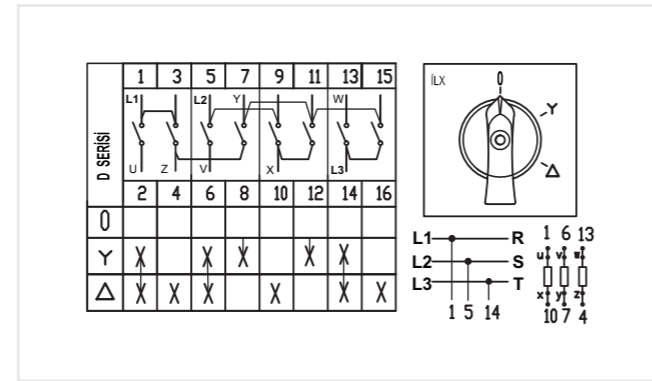 1 3 5 7 9 11 13 15
L1 L2 Y W
D SERİSİ
U Z V X L3
2 4 6 8 10 12 14 16
0
Y X X X X X
Δ X X X X X X
İLX 0
Y
Δ
L1 R
L2 S
L3 T
1 5 14
1 6 13
u v w
x y z
10 7 4